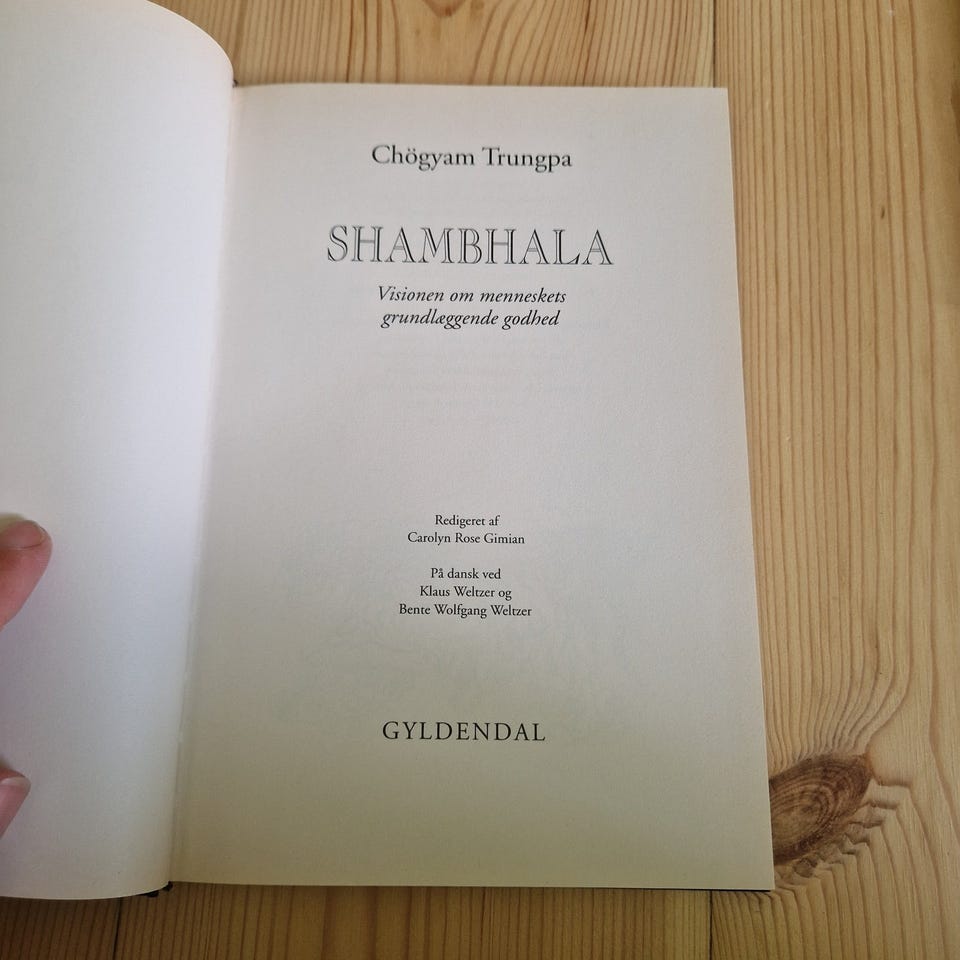 Chögyam Trungpa
SHAMBHALA
Visionen om menneskets
grundlæggende godhed
Redigeret af
Carolyn Rose Gimian
På dansk ved
Klaus Weltzer og
Bente Wolfgang Weltzer
GYLDENDAL